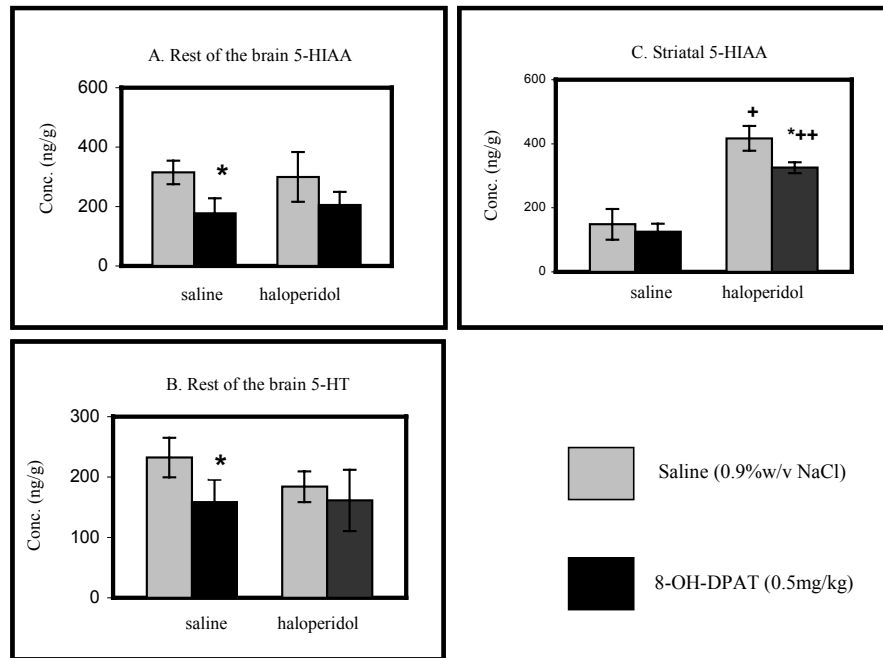 A. Rest of the brain 5-HIAA
Conc. (ng/g)
600
400
200
0
*
saline haloperidol
C. Striatal 5-HIAA
Conc. (ng/g)
600
400
200
0
+
*++
saline haloperidol
B. Rest of the brain 5-HT
Conc. (ng/g)
300
200
100
0
*
saline haloperidol
Saline (0.9%w/v NaCl)
8-OH-DPAT (0.5mg/kg)